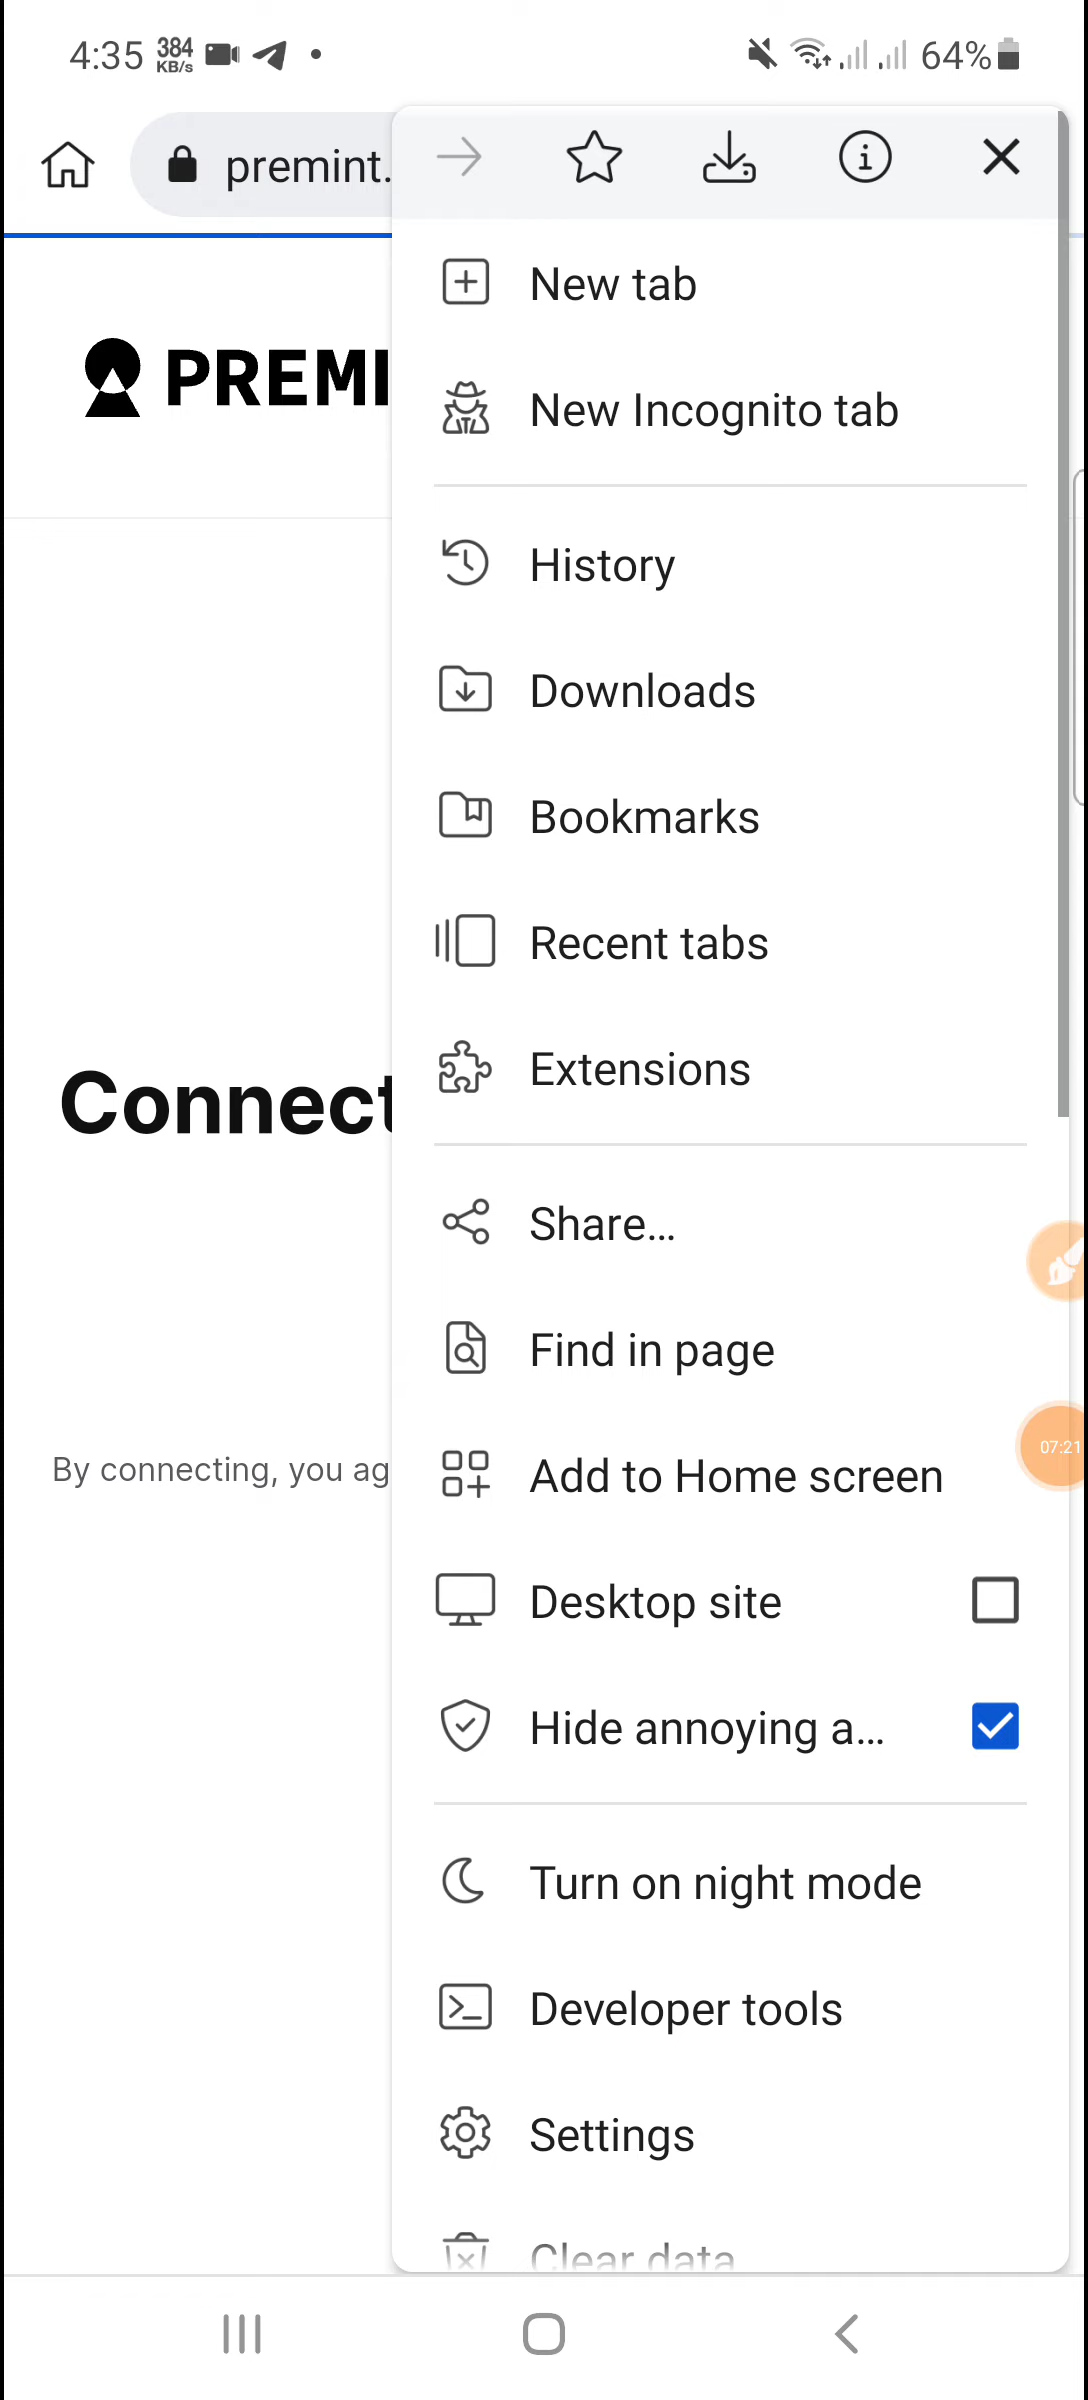 4:35 384 KB/s 64%
premint.
PREMI
New tab
New Incognito tab
History
Downloads
Bookmarks
Recent tabs
Extensions
Connect
Share...
Find in page
By connecting, you ag
Add to Home screen
07:21
Desktop site
Hide annoying a...
Turn on night mode
Developer tools
Settings
Clear data